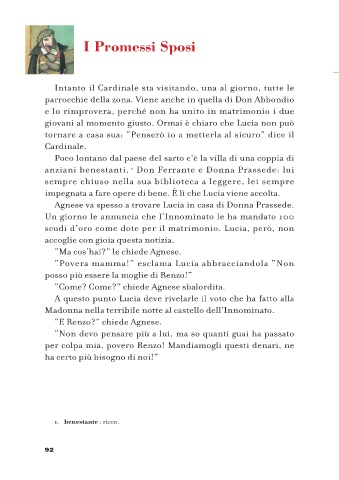 I Promessi Sposi
Intanto il Cardinale sta visitando, una al giorno, tutte le
parrocchie della zona. Viene anche in quella di Don Abbondio
e lo rimprovera, perché non ha unito in matrimonio i due
giovani al momento giusto. Ormai è chiaro che Lucia non può
tornare a casa sua: "Penserò io a metterla al sicuro" dice il
Cardinale.
Poco lontano dal paese del sarto c'è la villa di una coppia di
anziani benestanti, ¹ Don Ferrante e Donna Prassede: lui
sempre chiuso nella sua biblioteca a leggere, lei sempre
impegnata a fare opere di bene. È lì che Lucia viene accolta.
Agnese va spesso a trovare Lucia in casa di Donna Prassede.
Un giorno le annuncia che l'Innominato le ha mandato 100
scudi d'oro come dote per il matrimonio. Lucia, però, non
accoglie con gioia questa notizia.
"Ma cos'hai?" le chiede Agnese.
"Povera mamma!" esclama Lucia abbracciandola "Non
posso più essere la moglie di Renzo!"
"Come? Come?" chiede Agnese sbalordita.
A questo punto Lucia deve rivelarle il voto che ha fatto alla
Madonna nella terribile notte al castello dell'Innominato.
"E Renzo?" chiede Agnese.
"Non devo pensare più a lui, ma so quanti guai ha passato
per colpa mia, povero Renzo! Mandiamogli questi denari, ne
ha certo più bisogno di noi!"
1. benestante : ricco.
92